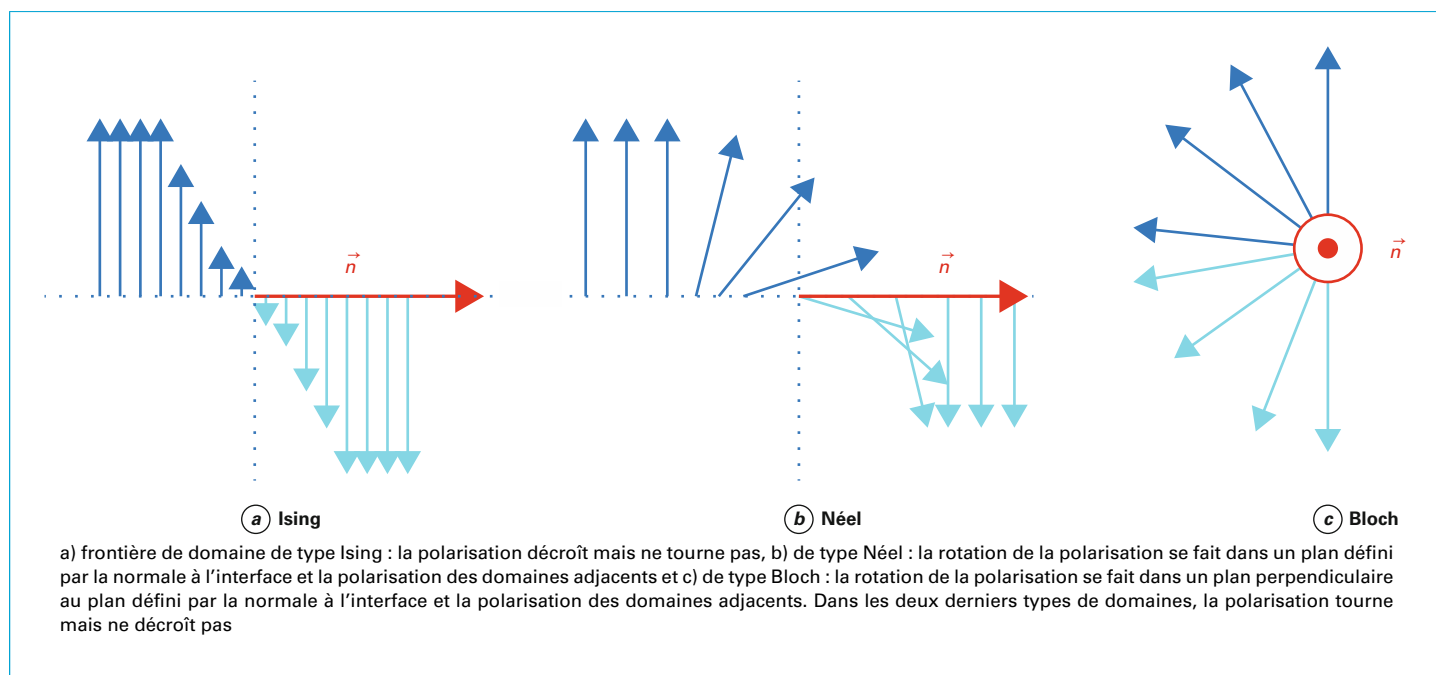 n
n
n
a Ising
b Néel
c Bloch
a) frontière de domaine de type Ising : la polarisation décroît mais ne tourne pas, b) de type Néel : la rotation de la polarisation se fait dans un plan défini
par la normale à l’interface et la polarisation des domaines adjacents et c) de type Bloch : la rotation de la polarisation se fait dans un plan perpendiculaire
au plan défini par la normale à l’interface et la polarisation des domaines adjacents. Dans les deux derniers types de domaines, la polarisation tourne
mais ne décroît pas